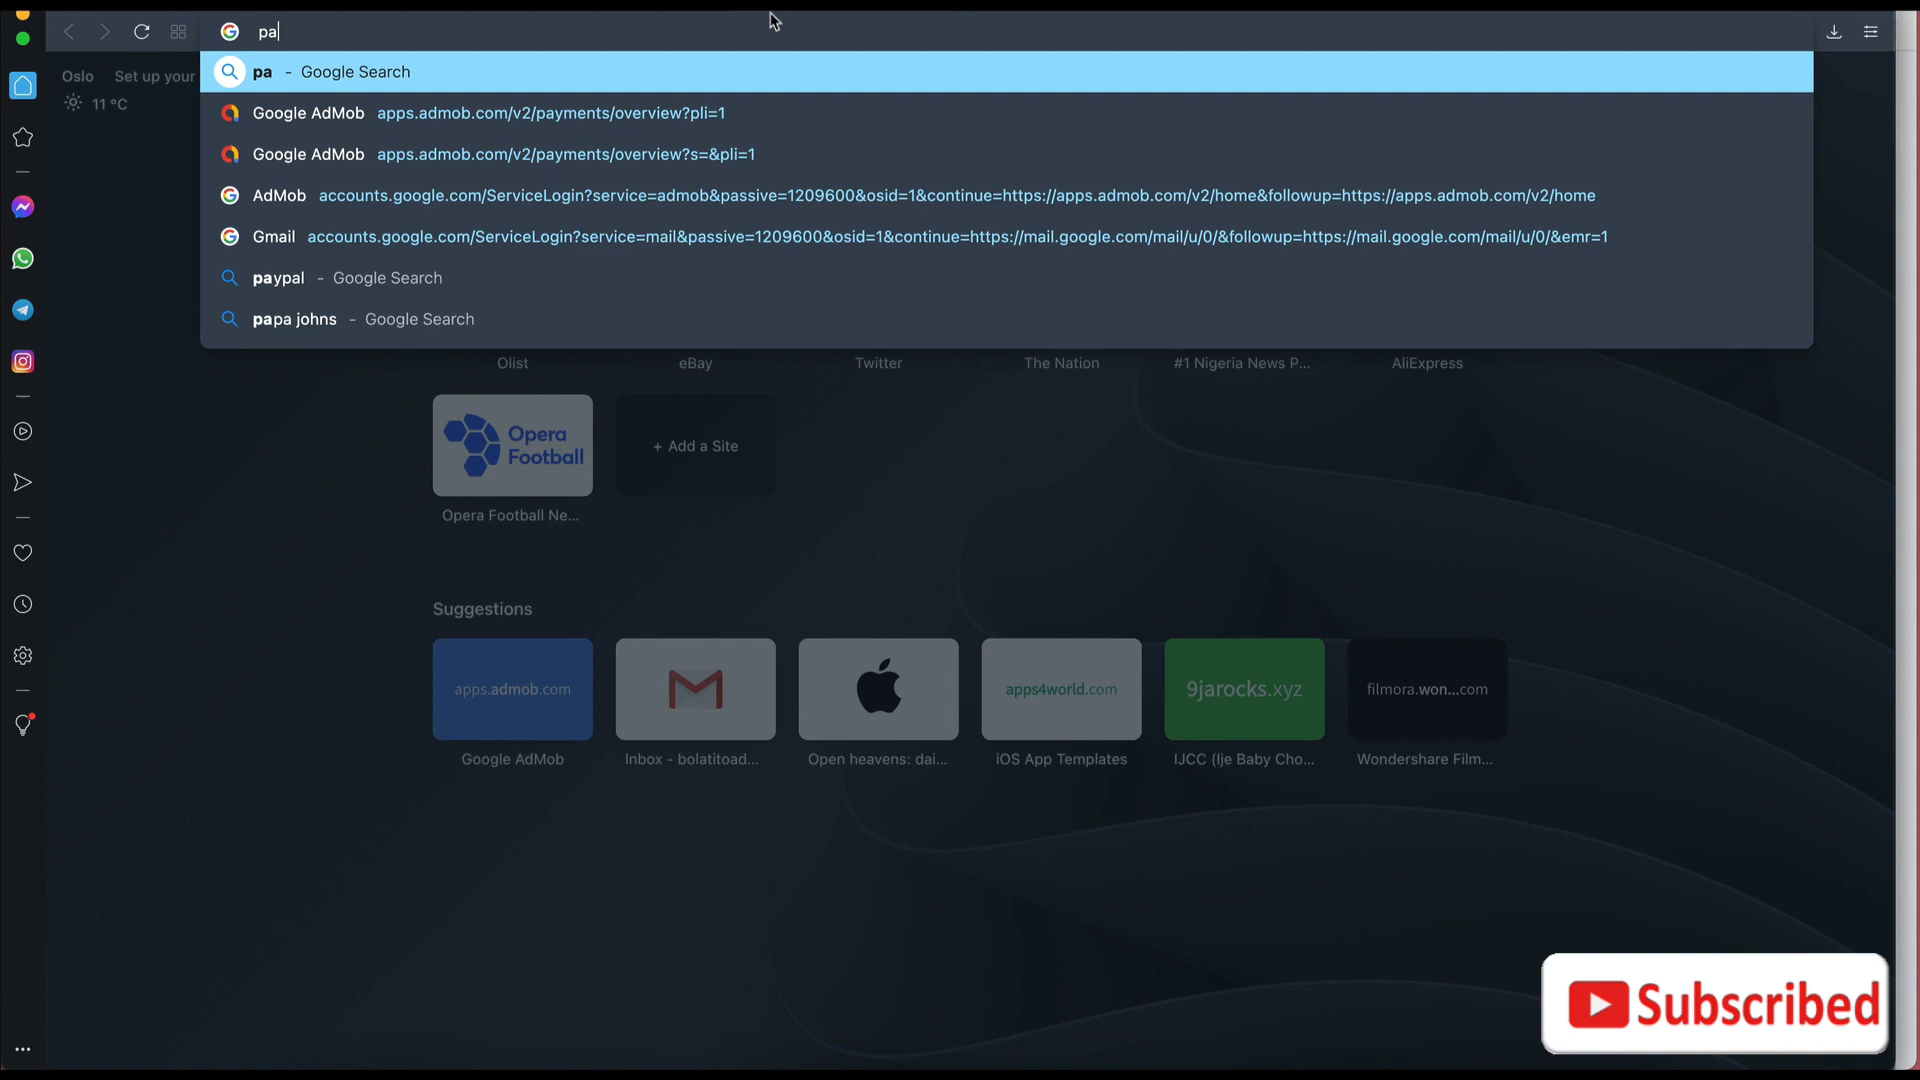 pa
Oslo Set up your
11 °C
pa - Google Search
Google AdMob apps.admob.com/v2/payments/overview?pli=1
Google AdMob apps.admob.com/v2/payments/overview?s=&pli=1
AdMob accounts.google.com/ServiceLogin?service=admob&passive=1209600&osid=1&continue=https://apps.admob.com/v2/home&followup=https://apps.admob.com/v2/home
Gmail accounts.google.com/ServiceLogin?service=mail&passive=1209600&osid=1&continue=https://mail.google.com/mail/u/0/&followup=https://mail.google.com/mail/u/0/&emr=1
paypal - Google Search
papa johns - Google Search
Olist eBay Twitter The Nation #1 Nigeria News P... AliExpress
Opera
Football
+ Add a Site
Opera Football Ne...
Suggestions
apps.admob.com apps4world.com 9jarocks.xyz filmora.won...com
Google AdMob Inbox - bolatitoad... Open heavens: dai... iOS App Templates IJCC (Ije Baby Cho... Wondershare Film...
Subscribed